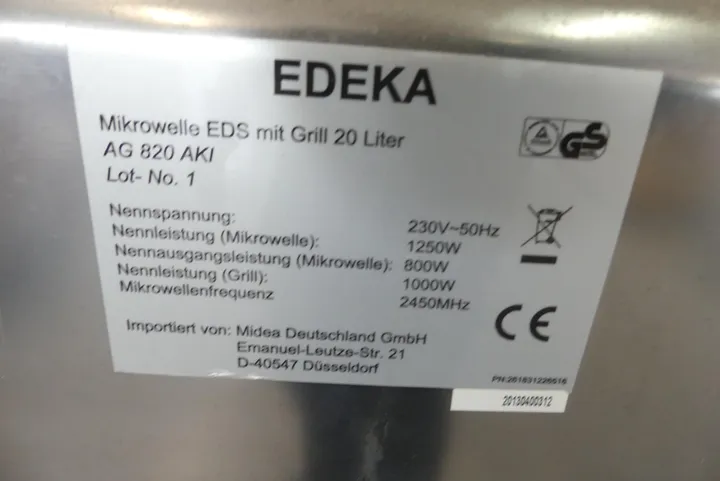 EDEKA
Mikrowelle EDS mit Grill 20 Liter
AG 820 AKI
Lot- No. 1
GS
Nennspannung: 230V~50Hz
Nennleistung (Mikrowelle): 1250W
Nennausgangsleistung (Mikrowelle): 800W
Nennleistung (Grill): 1000W
Mikrowellenfrequenz 2450MHz
CE
Importiert von: Midea Deutschland GmbH
Emanuel-Leutze-Str. 21
D-40547 Düsseldorf
20130400312